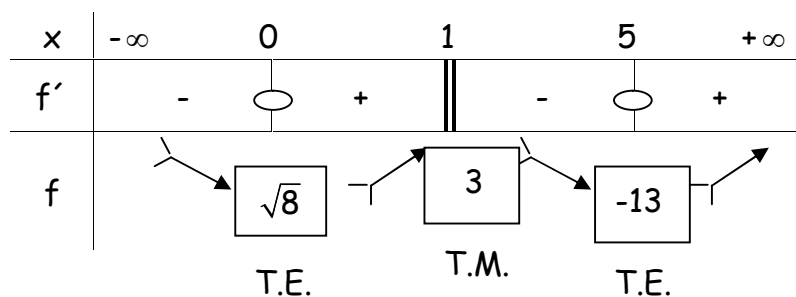 x -∞ 0 1 5 +∞
f´ - + - +
f √8 3 -13
T.E. T.M. T.E.